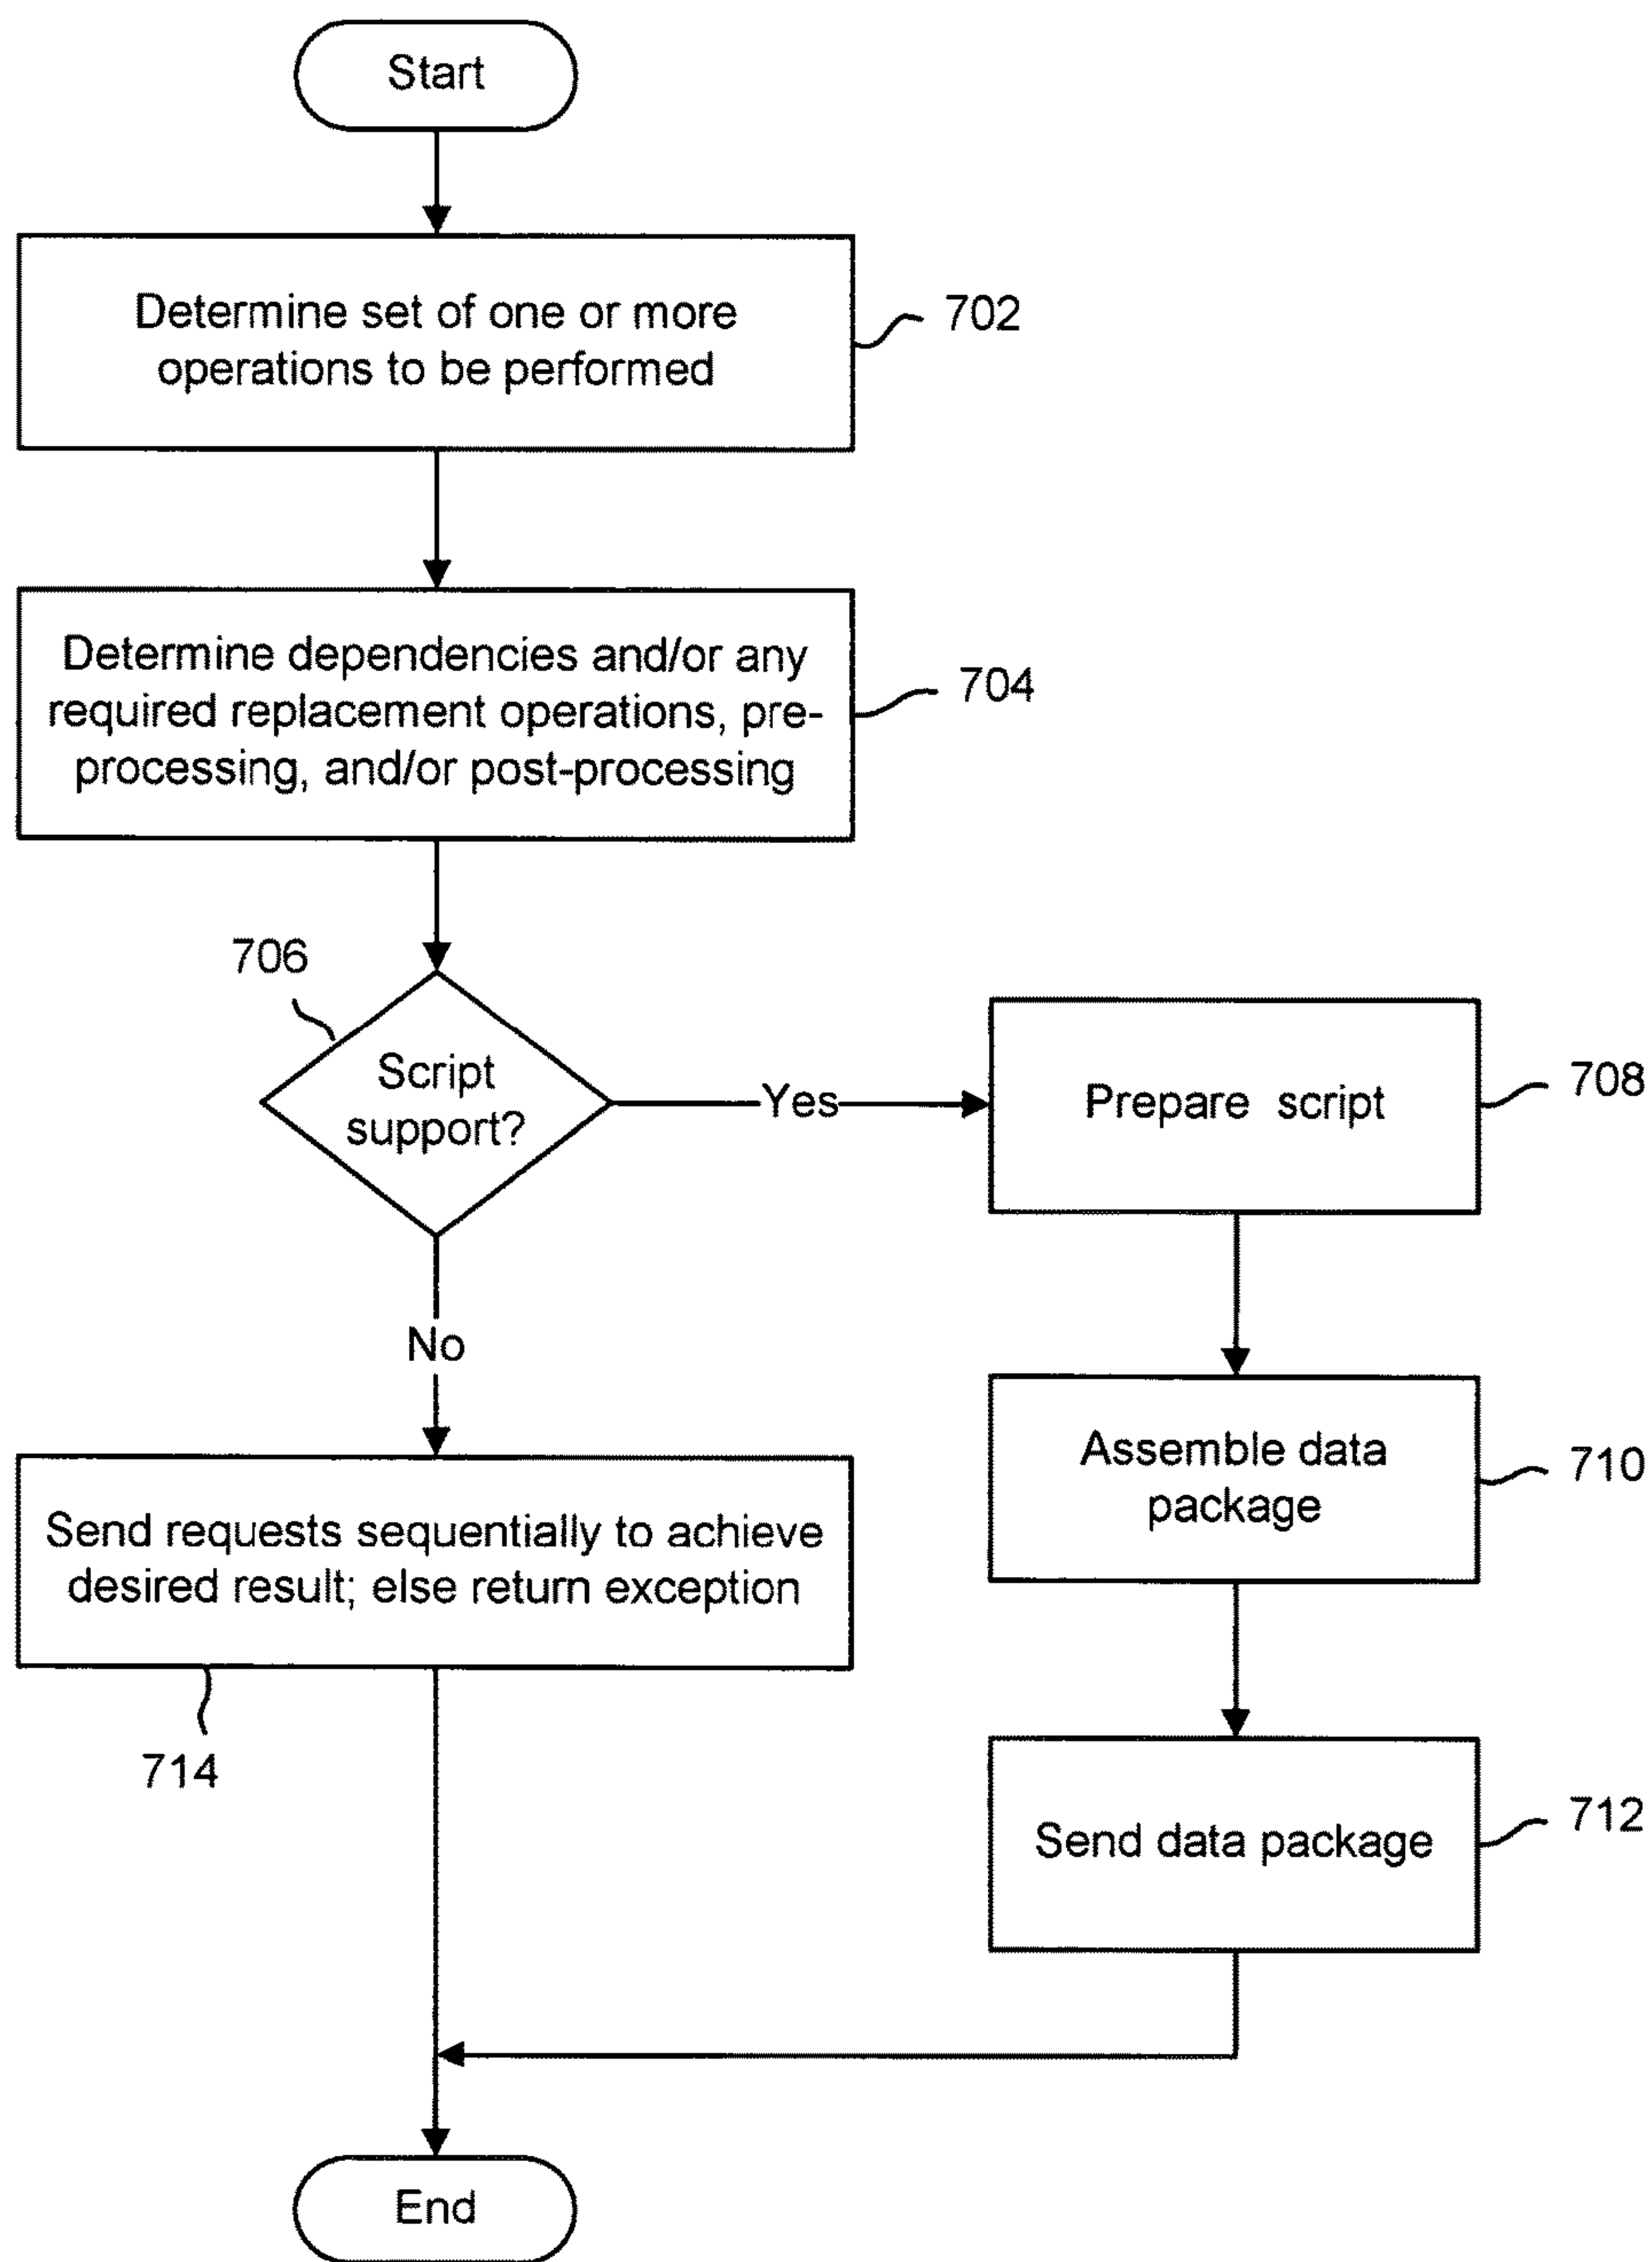 Start
Determine set of one or more
operations to be performed
702
Determine dependencies and/or any
required replacement operations, pre-
processing, and/or post-processing
704
706
Script
support?
Yes
Prepare script
708
No
Assemble data
package
710
Send requests sequentially to achieve
desired result; else return exception
714
Send data package
712
End